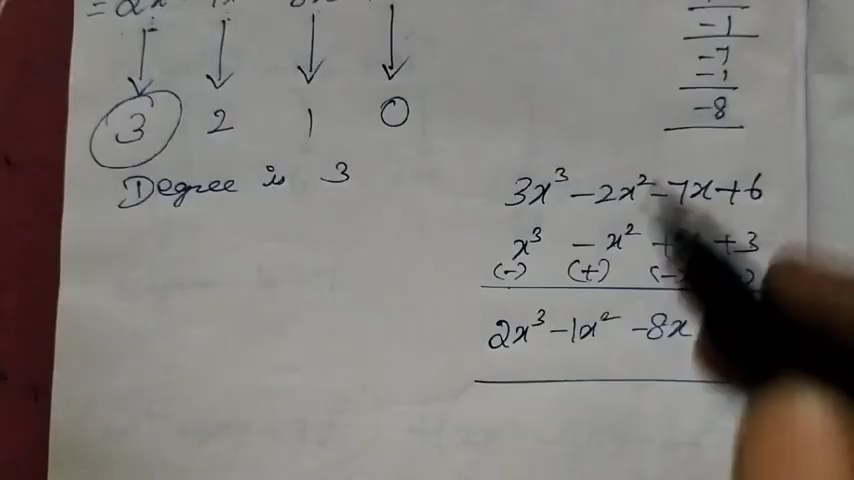 -1
-7
-1
-8
3 2 1 0
Degree is 3
3x³ - 2x² - 7x + 6
x³ - x² + + 3
(-) (+) (-)
2x³ - 1x² - 8x